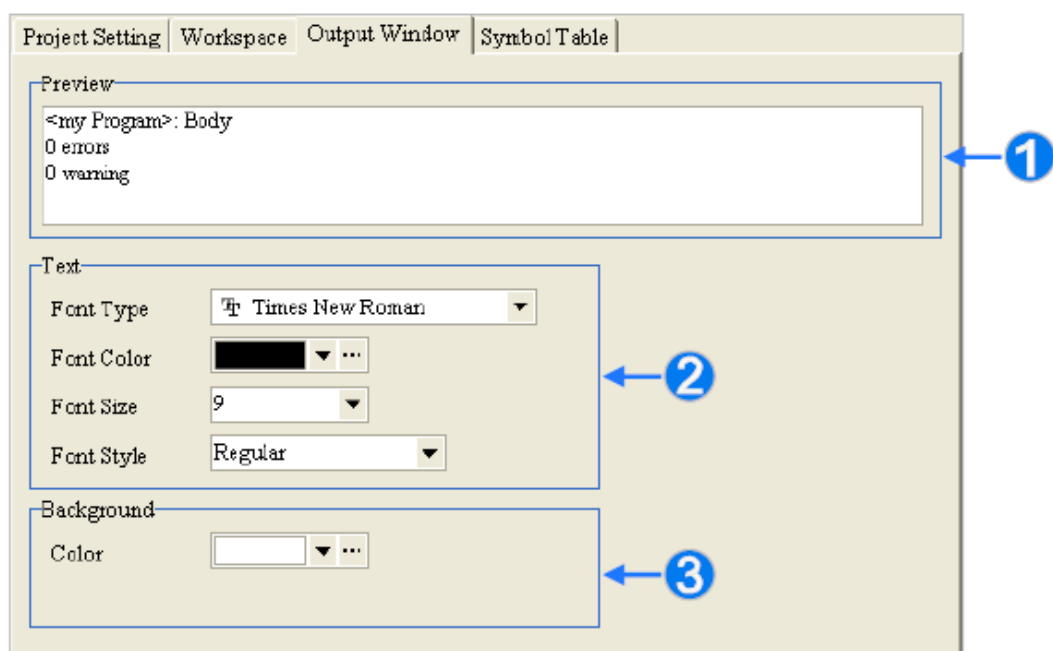 Project Setting Workspace Output Window Symbol Table
Preview
<my Program>: Body
0 errors
0 warning
1
Text
Font Type Times New Roman
Font Color
2
Font Size 9
Font Style Regular
Background
Color
3